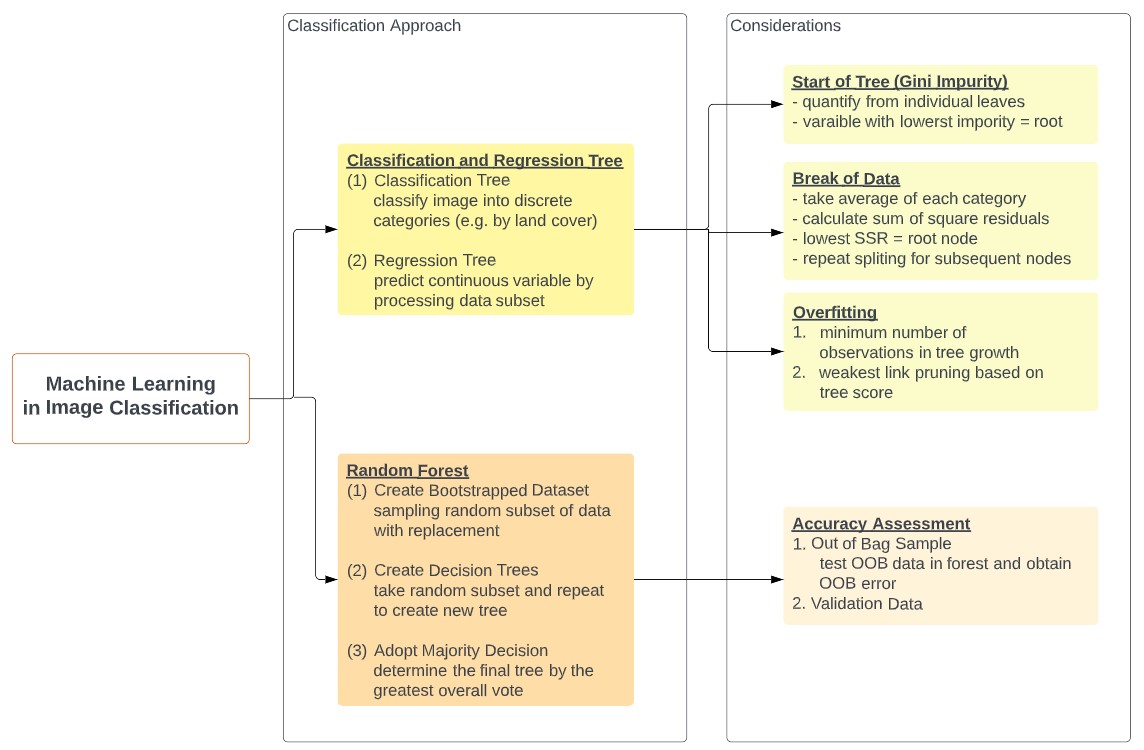 Classification Approach
Considerations
Machine Learning
in Image Classification
Classification and Regression Tree
(1) Classification Tree
classify image into discrete
categories (e.g. by land cover)
(2) Regression Tree
predict continuous variable by
processing data subset
Random Forest
(1) Create Bootstrapped Dataset
sampling random subset of data
with replacement
(2) Create Decision Trees
take random subset and repeat
to create new tree
(3) Adopt Majority Decision
determine the final tree by the
greatest overall vote
Start of Tree (Gini Impurity)
- quantify from individual leaves
- varaible with lowerst impority = root
Break of Data
- take average of each category
- calculate sum of square residuals
- lowest SSR = root node
- repeat spliting for subsequent nodes
Overfitting
1. minimum number of
observations in tree growth
2. weakest link pruning based on
tree score
Accuracy Assessment
1. Out of Bag Sample
test OOB data in forest and obtain
OOB error
2. Validation Data